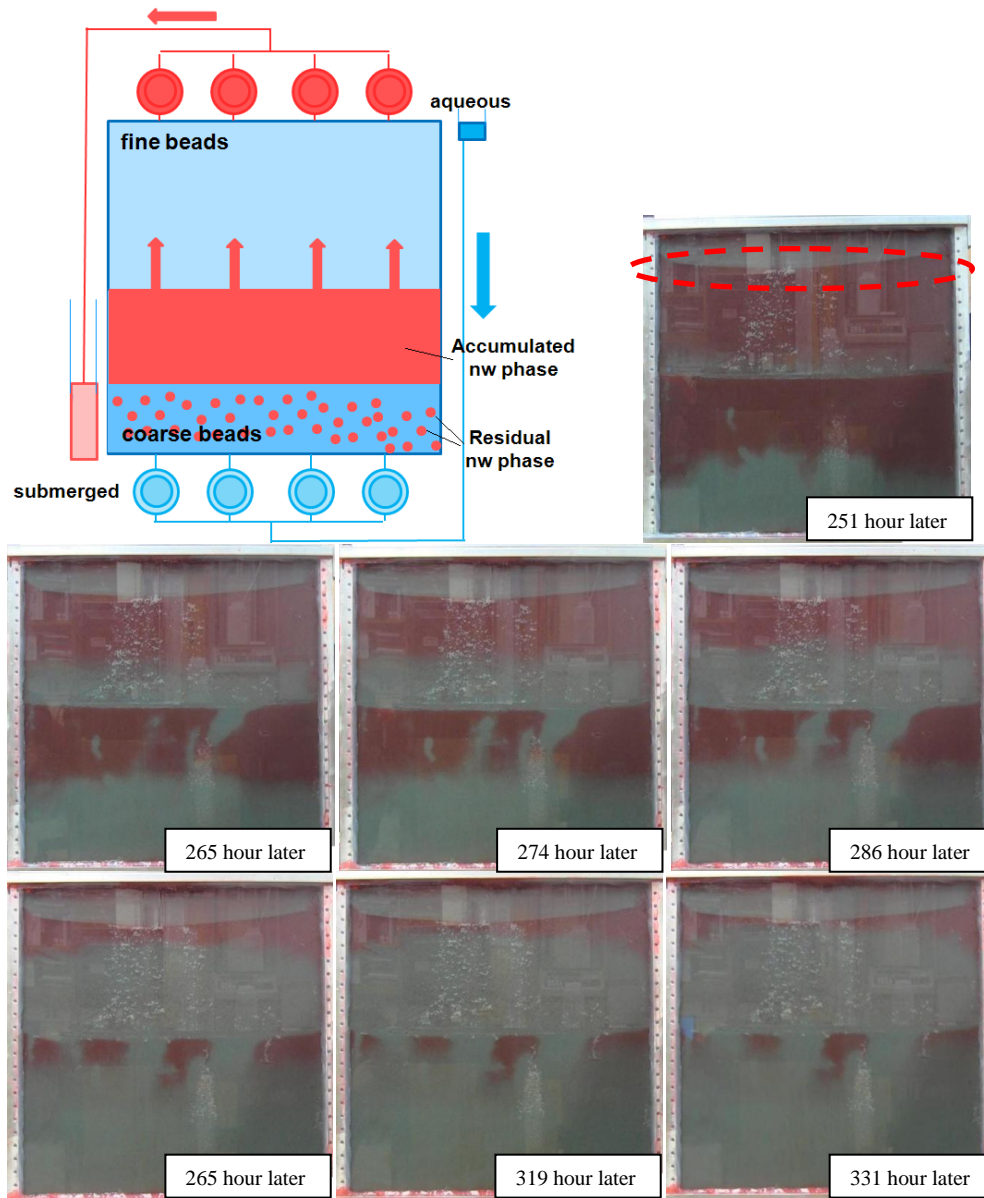 aqueous
fine beads
Accumulated
nw phase
coarse beads
Residual
nw phase
submerged
251 hour later
265 hour later
274 hour later
286 hour later
265 hour later
319 hour later
331 hour later